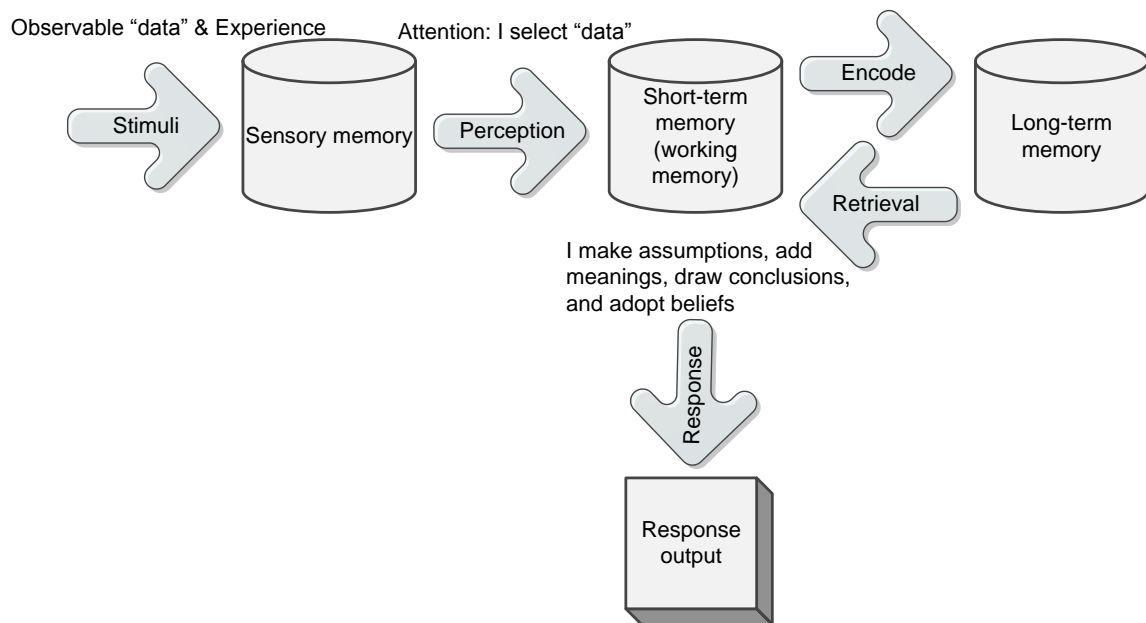 Observable “data” & Experience
Attention: I select “data”
Stimuli
Sensory memory
Perception
Short-term
memory
(working
memory)
Encode
Retrieval
Long-term
memory
I make assumptions, add
meanings, draw conclusions,
and adopt beliefs
Response
Response
output